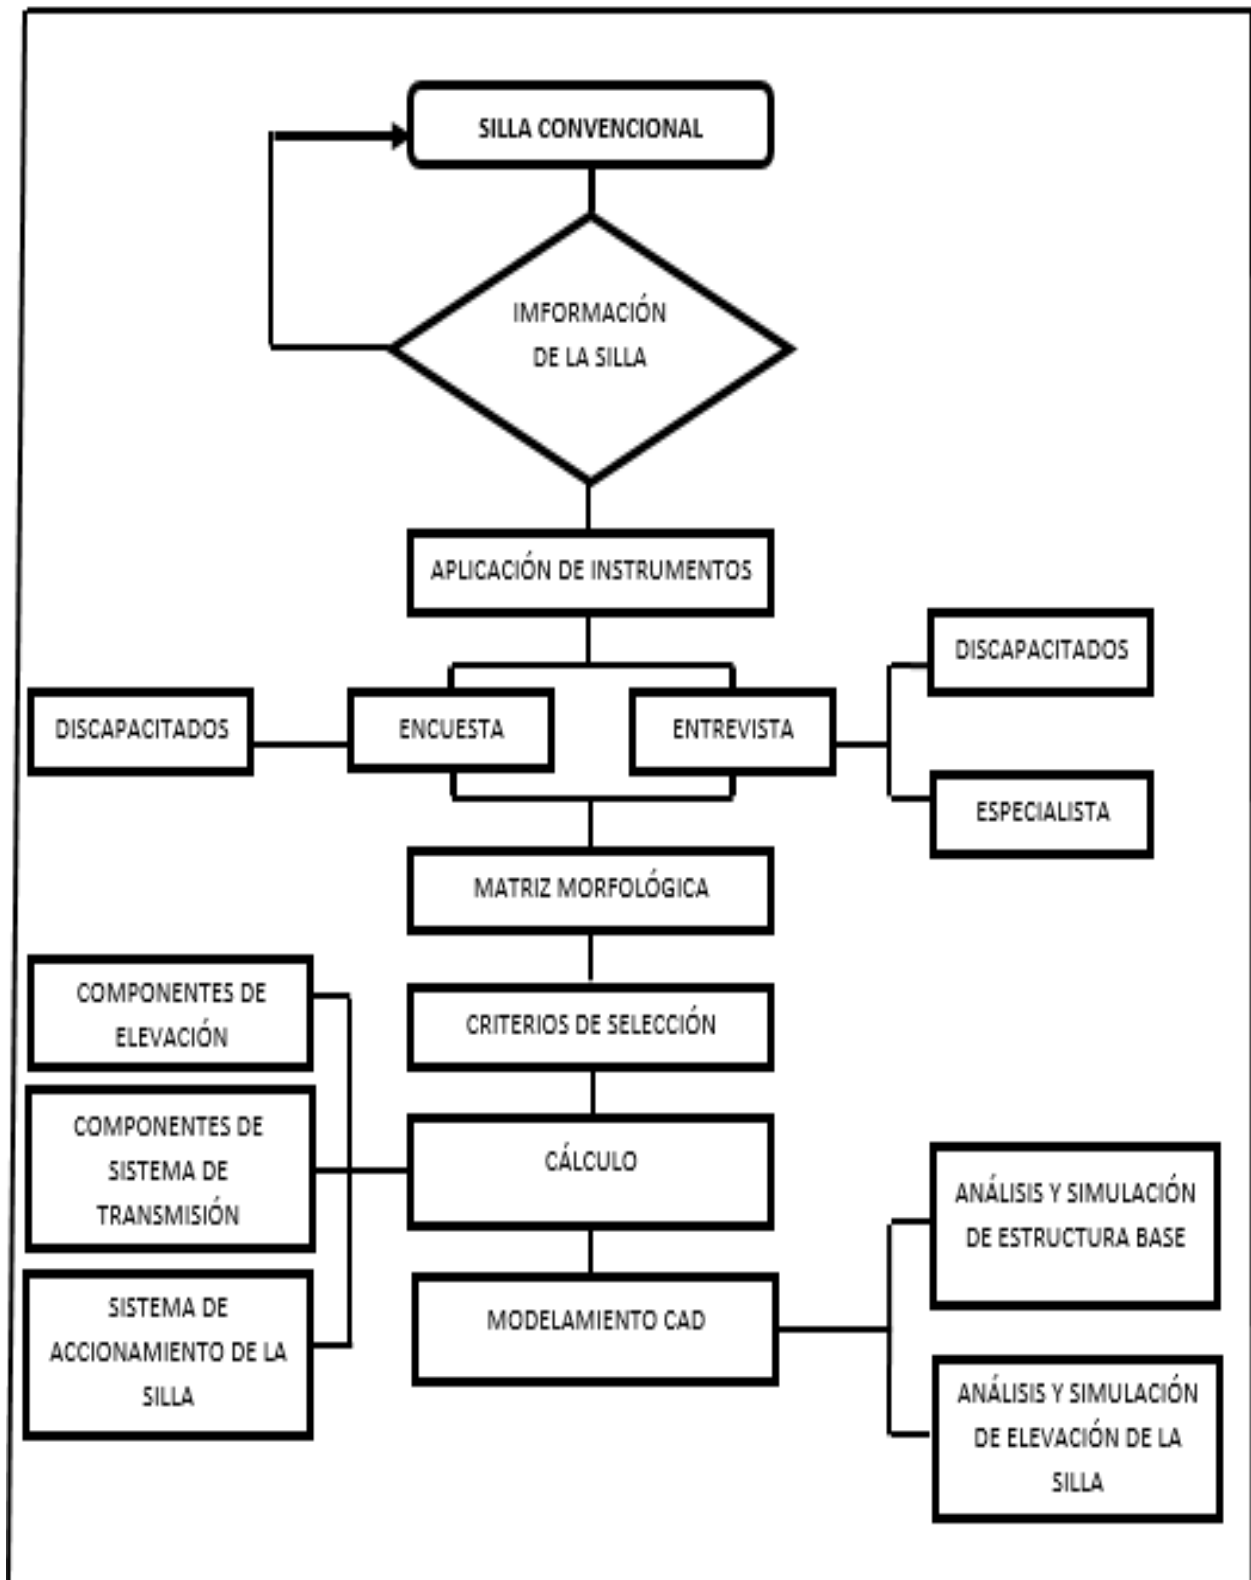 SILLA CONVENCIONAL
IMFORMACIÓN
DE LA SILLA
APLICACIÓN DE INSTRUMENTOS
DISCAPACITADOS
DISCAPACITADOS
ENCUESTA
ENTREVISTA
ESPECIALISTA
MATRIZ MORFOLÓGICA
COMPONENTES DE
ELEVACIÓN
CRITERIOS DE SELECCIÓN
COMPONENTES DE
SISTEMA DE
TRANSMISIÓN
CÁLCULO
ANÁLISIS Y SIMULACIÓN
DE ESTRUCTURA BASE
SISTEMA DE
ACCIONAMIENTO DE LA
SILLA
MODELAMIENTO CAD
ANÁLISIS Y SIMULACIÓN
DE ELEVACIÓN DE LA
SILLA